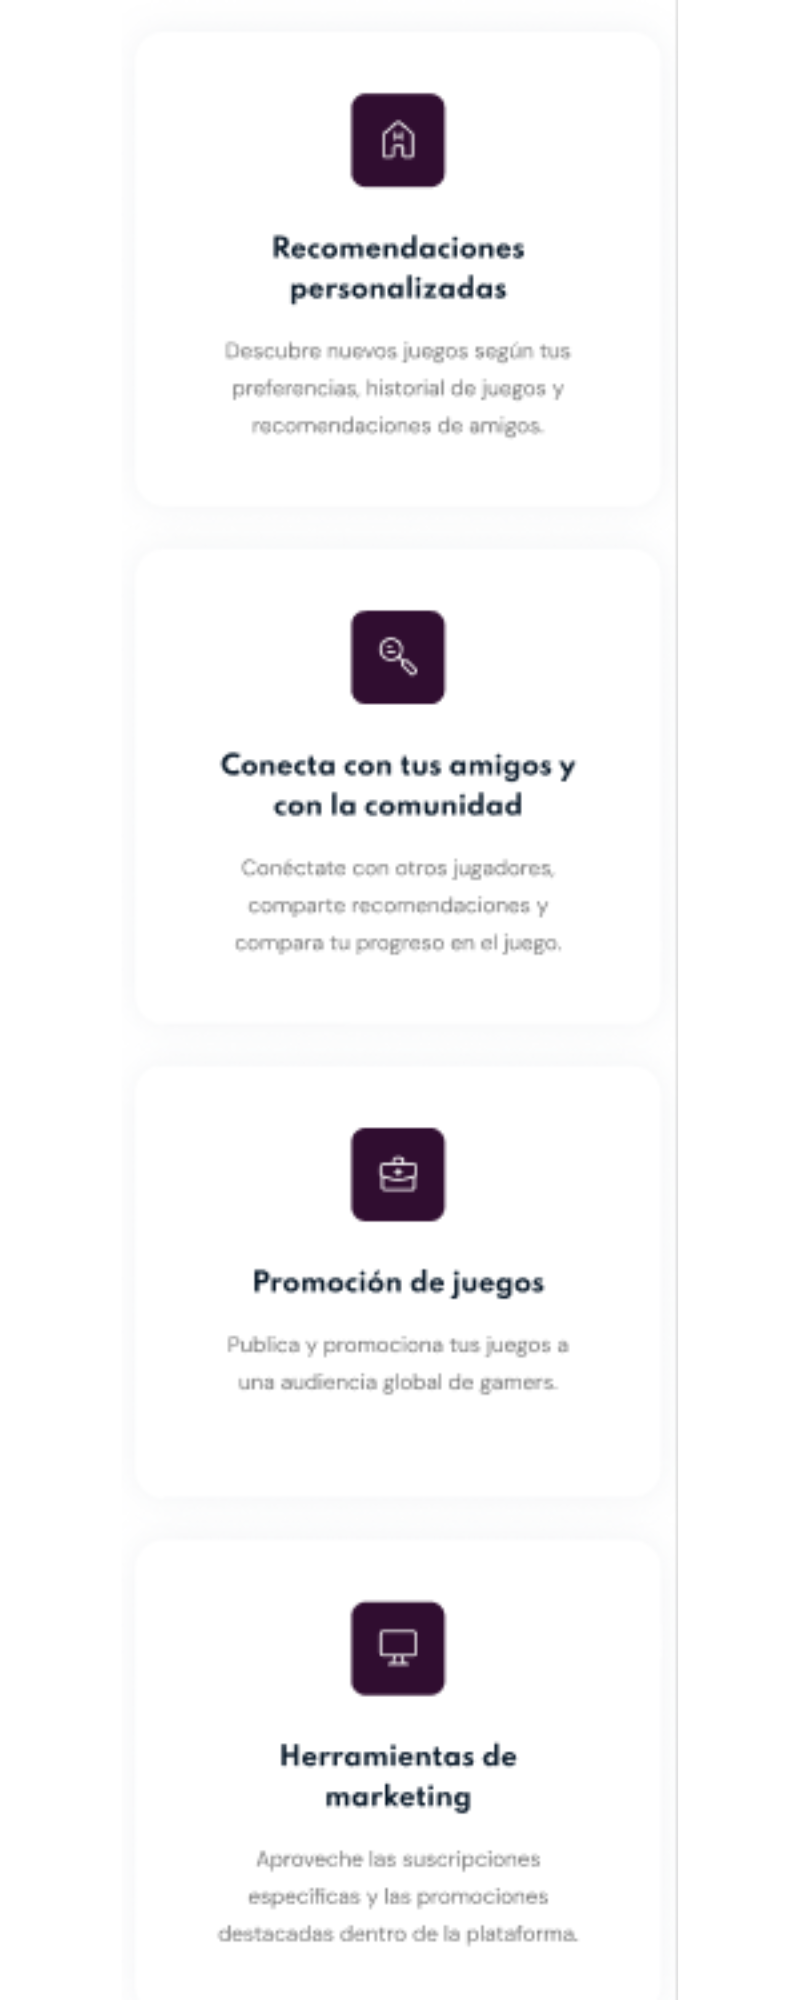 Recomendaciones
personalizadas
Descubre nuevos juegos según tus
preferencias, historial de juegos y
recomendaciones de amigos.
Conecta con tus amigos y
con la comunidad
Conéctate con otros jugadores,
comparte recomendaciones y
compara tu progreso en el juego.
Promoción de juegos
Publica y promociona tus juegos a
una audiencia global de gamers.
Herramientas de
marketing
Aproveche las suscripciones
específicas y las promociones
destacadas dentro de la plataforma.